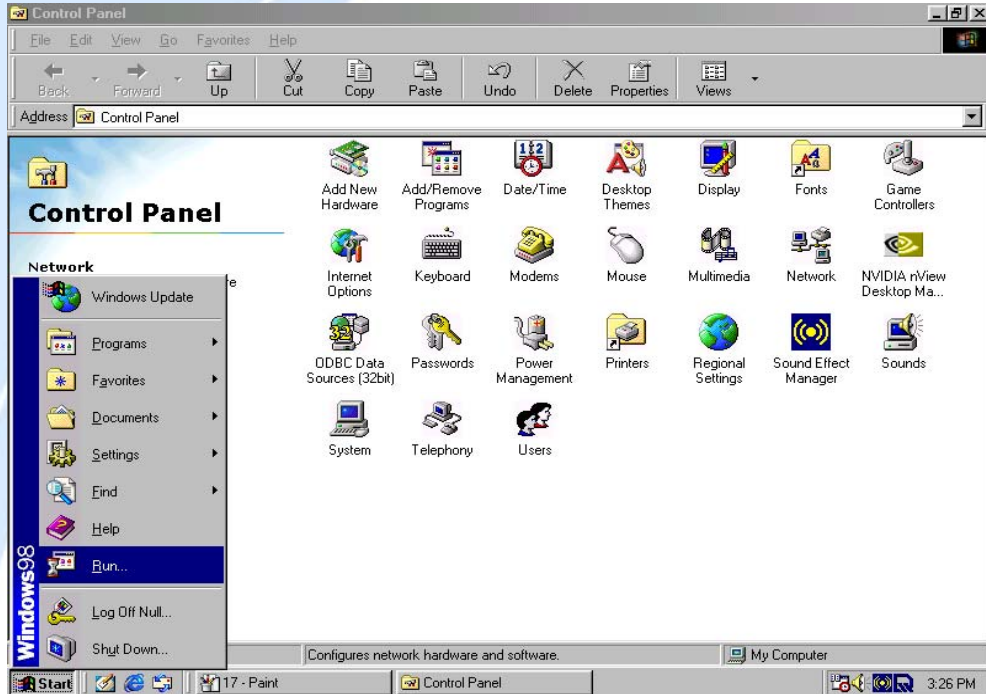 Control Panel
File Edit View Go Favorites Help
Back Forward Up Cut Copy Paste Undo Delete Properties Views
Address Control Panel
Control Panel
Network
Add New Hardware
Add/Remove Programs
Date/Time
Desktop Themes
Display
Fonts
Game Controllers
Internet Options
Keyboard
Modems
Mouse
Multimedia
Network
NVIDIA nView Desktop Ma...
ODBC Data Sources (32bit)
Passwords
Power Management
Printers
Regional Settings
Sound Effect Manager
Sounds
System
Telephony
Users
Windows Update
Programs
Favorites
Documents
Settings
Find
Help
Run...
Log Off Null...
Shut Down...
Windows98
Configures network hardware and software.
My Computer
Start
17 - Paint
Control Panel
3:26 PM